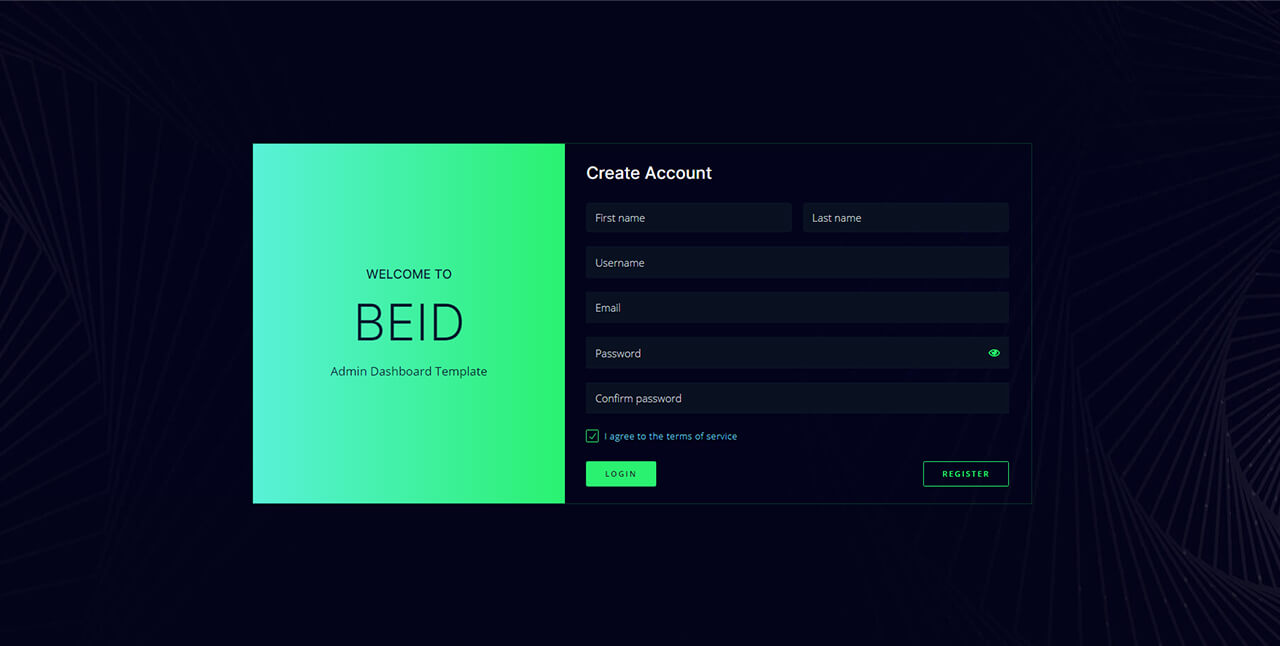 WELCOME TO
BEID
Admin Dashboard Template
Create Account
First name
Last name
Username
Email
Password
Confirm password
I agree to the terms of service
LOGIN
REGISTER